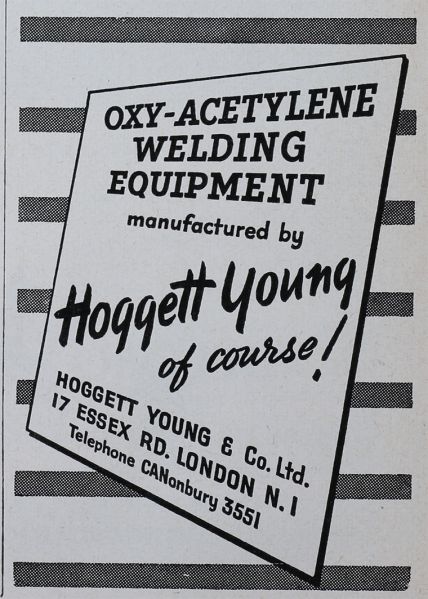 OXY-ACETYLENE
WELDING
EQUIPMENT
manufactured by
Hoggett Young
of course!
HOGGETT YOUNG & Co. Ltd.
17 ESSEX RD. LONDON N.1
Telephone CANonbury 3551